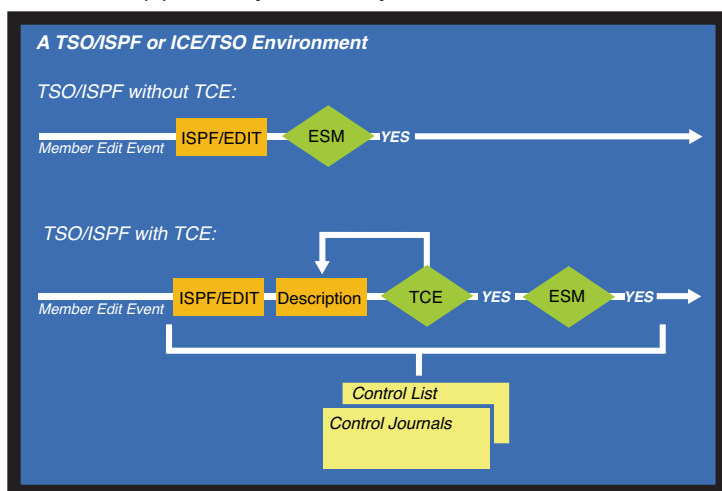 A TSO/ISPF or ICE/TSO Environment
TSO/ISPF without TCE:
Member Edit Event
ISPF/EDIT
ESM
YES
TSO/ISPF with TCE:
Member Edit Event
ISPF/EDIT
Description
TCE
YES
ESM
YES
Control List
Control Journals